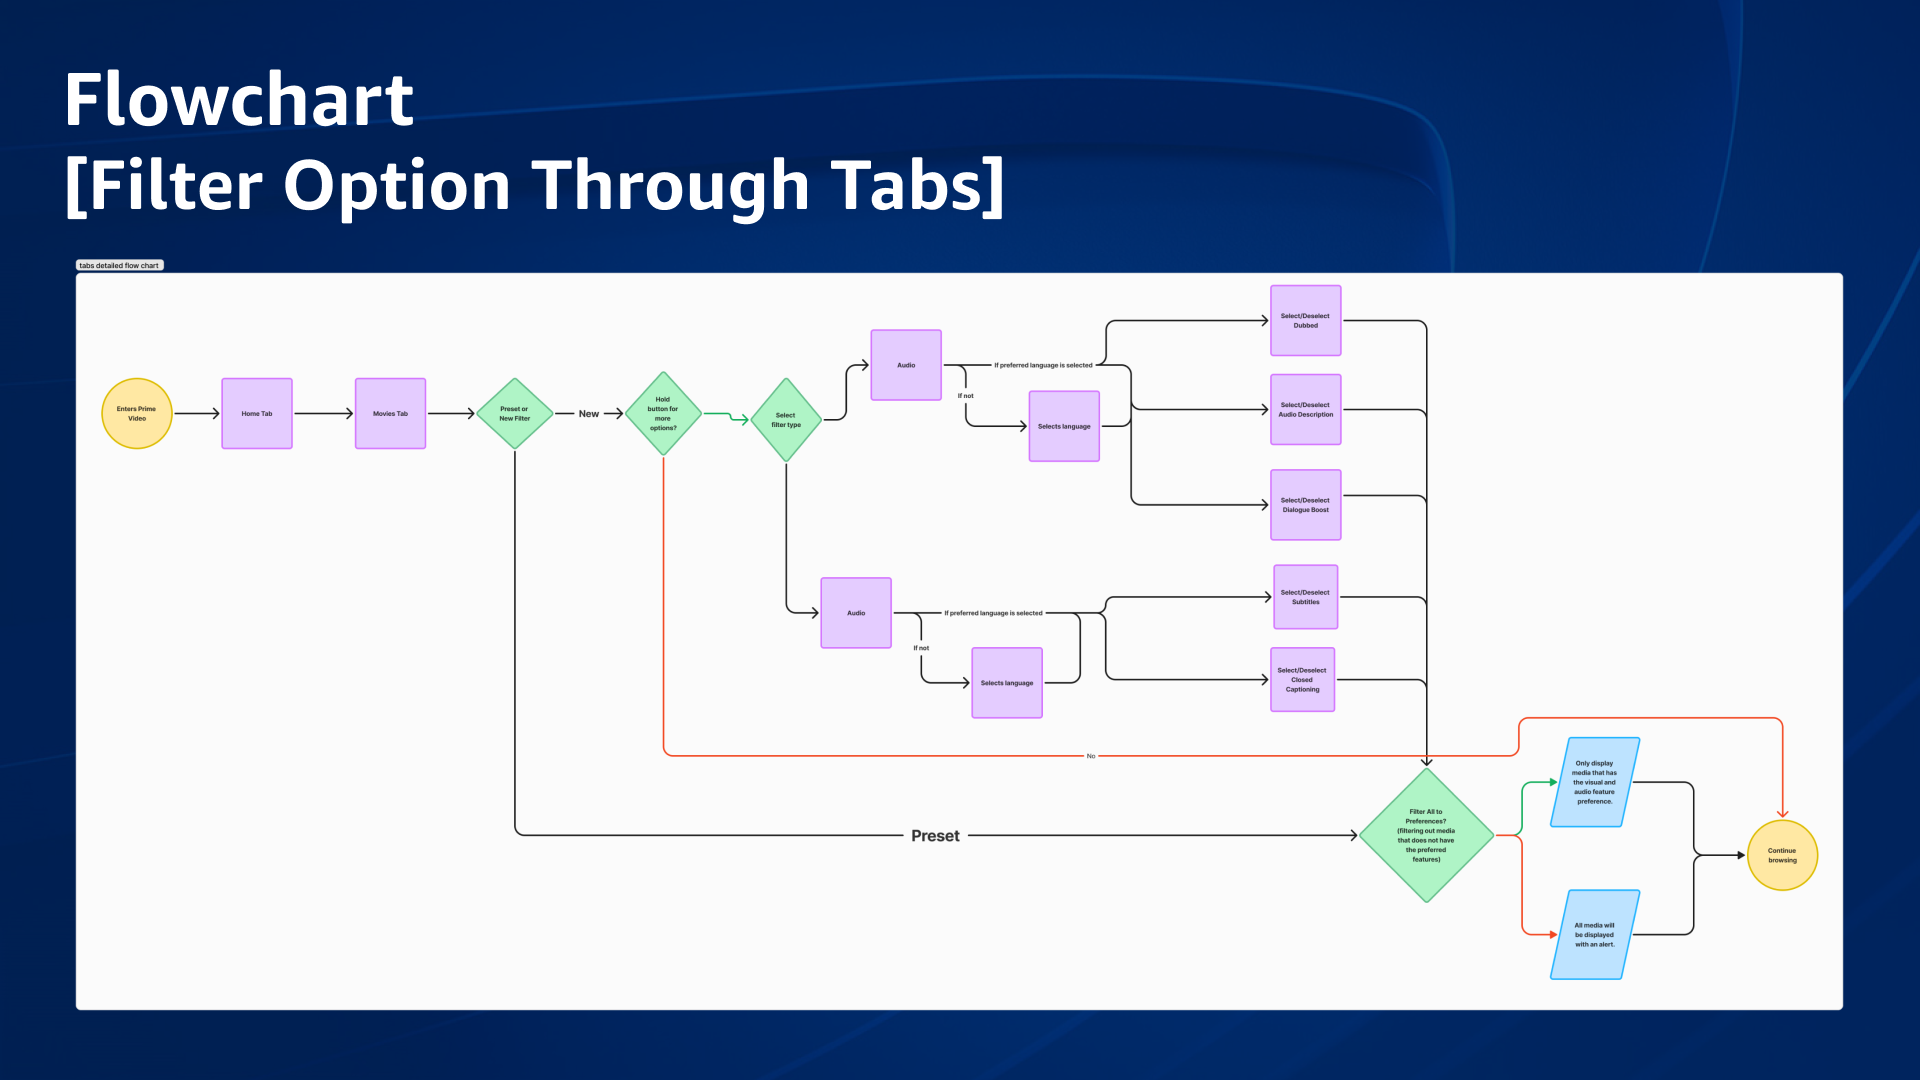 Flowchart
[Filter Option Through Tabs]
tabs detailed flow chart
Enters Prime
Video
Home Tab
Movies Tab
Preset or
New Filter
New
Hold
button for
more
options?
Select
filter type
Audio
If preferred language is selected
If not
Selects language
Select/Deselect
Dubbed
Select/Deselect
Audio Description
Select/Deselect
Dialogue Boost
Audio
If preferred language is selected
If not
Selects language
Select/Deselect
Subtitles
Select/Deselect
Closed
Captioning
No
Preset
Filter All to
Preferences?
(filtering out media
that does not have
the preferred
features)
Only display
media that has
the visual and
audio feature
preference.
All media will
be displayed
with an alert.
Continue
browsing